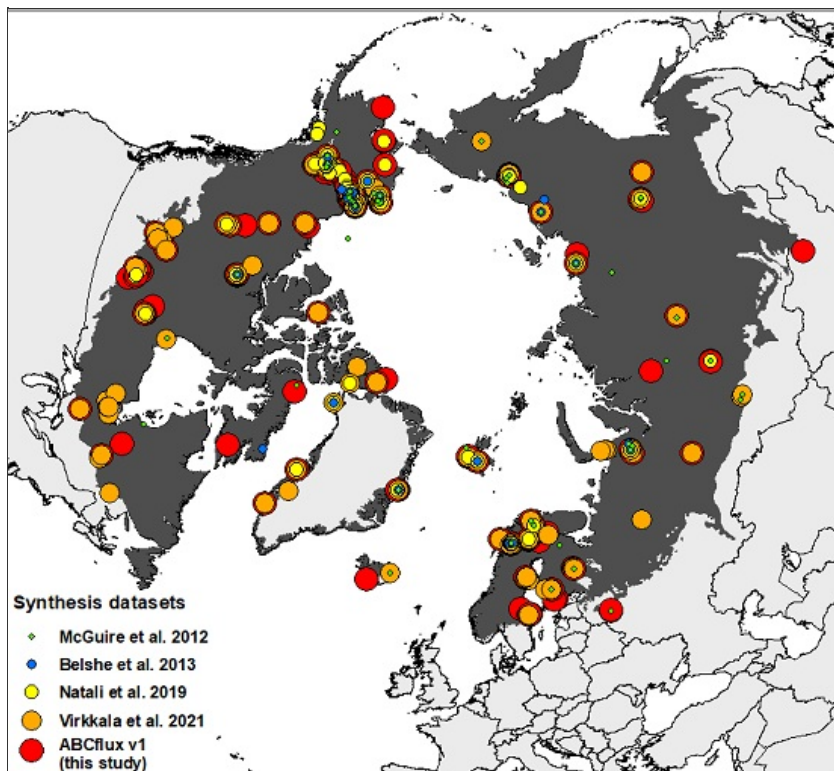 Synthesis datasets
McGuire et al. 2012
Belshe et al. 2013
Natali et al. 2019
Virkkala et al. 2021
ABCflux v1
(this study)